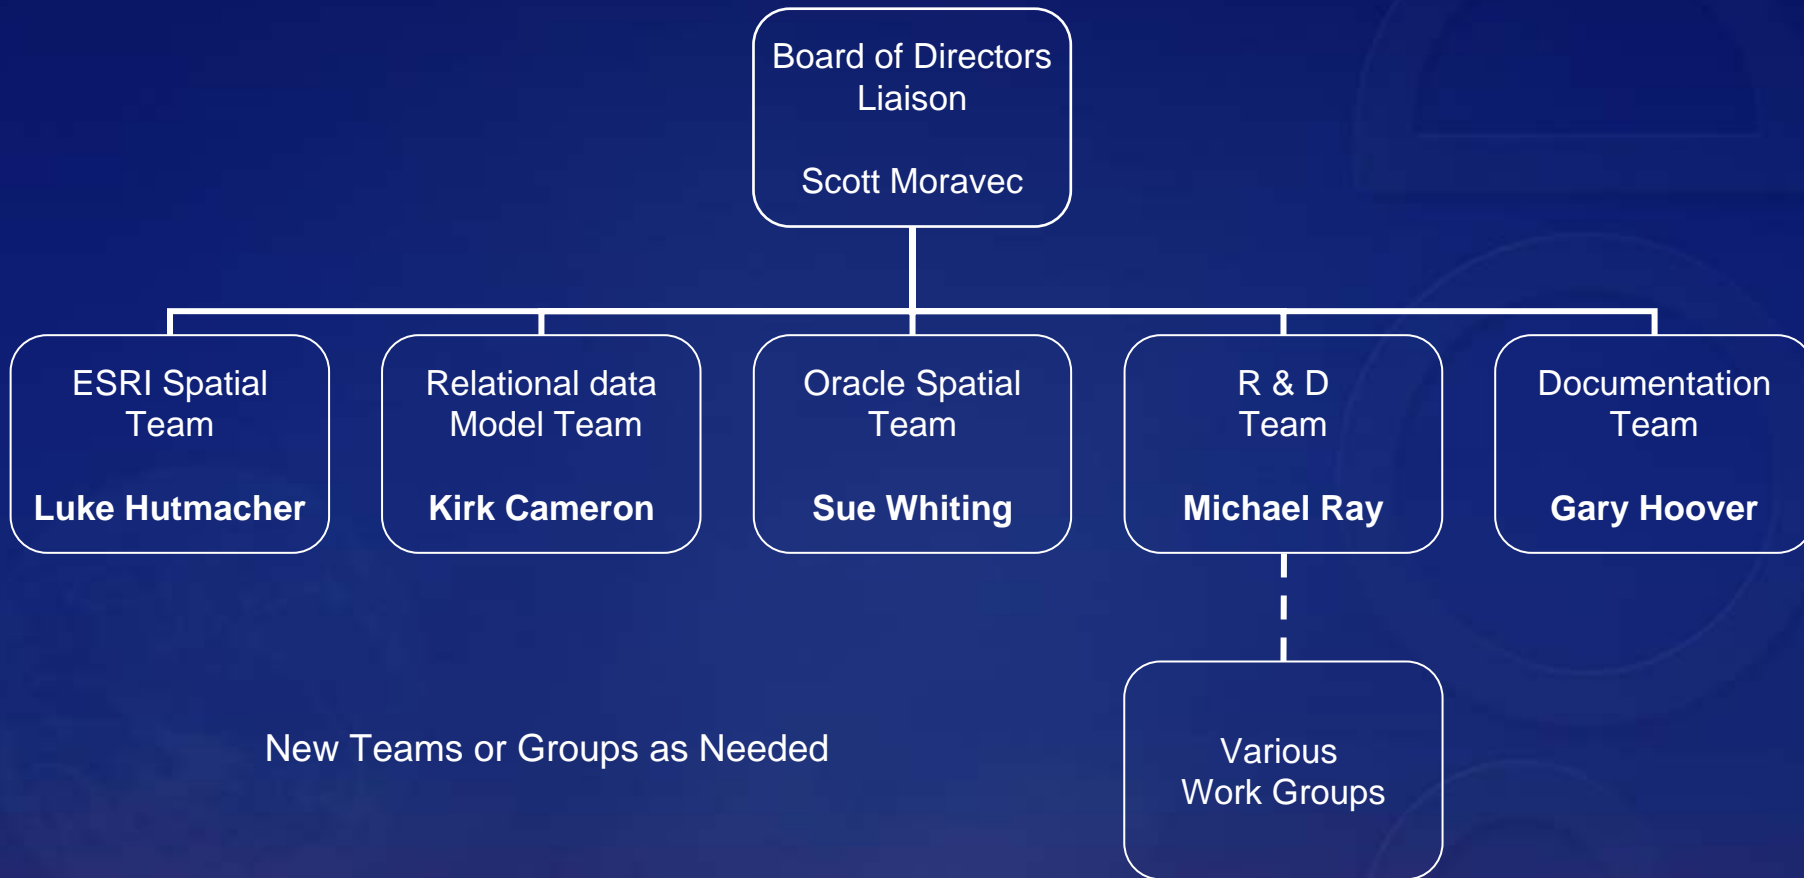 Board of Directors
Liaison
Scott Moravec
ESRI Spatial
Team
Luke Hutmacher
Relational data
Model Team
Kirk Cameron
Oracle Spatial
Team
Sue Whiting
R & D
Team
Michael Ray
Documentation
Team
Gary Hoover
New Teams or Groups as Needed
Various
Work Groups